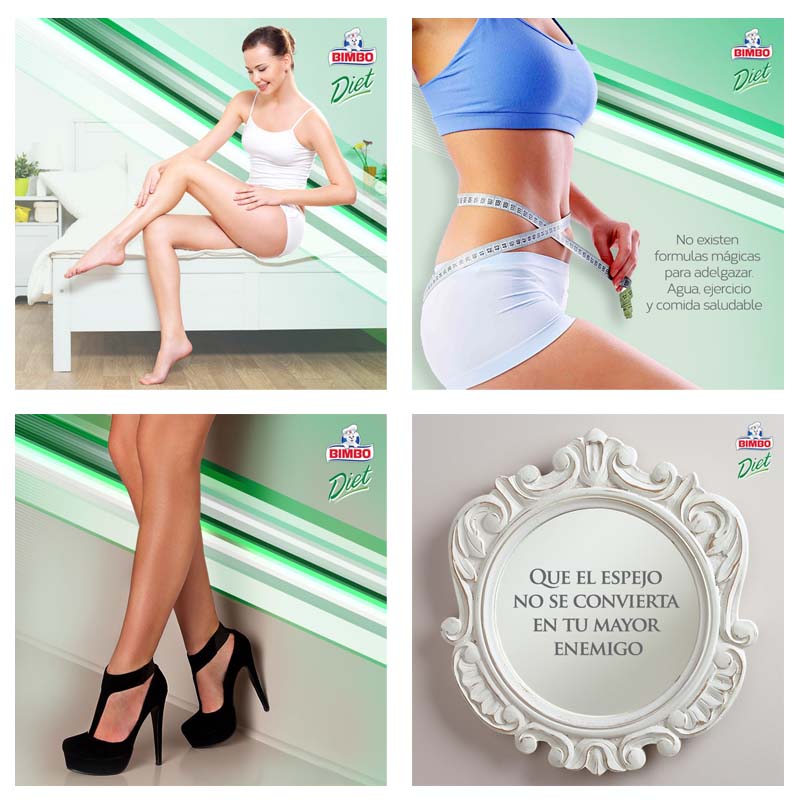 BIMBO
Diet
BIMBO
Diet
No existen
formulas mágicas
para adelgazar.
Agua, ejercicio
y comida saludable
BIMBO
Diet
BIMBO
Diet
QUE EL ESPEJO
NO SE CONVIERTA
EN TU MAYOR
ENEMIGO